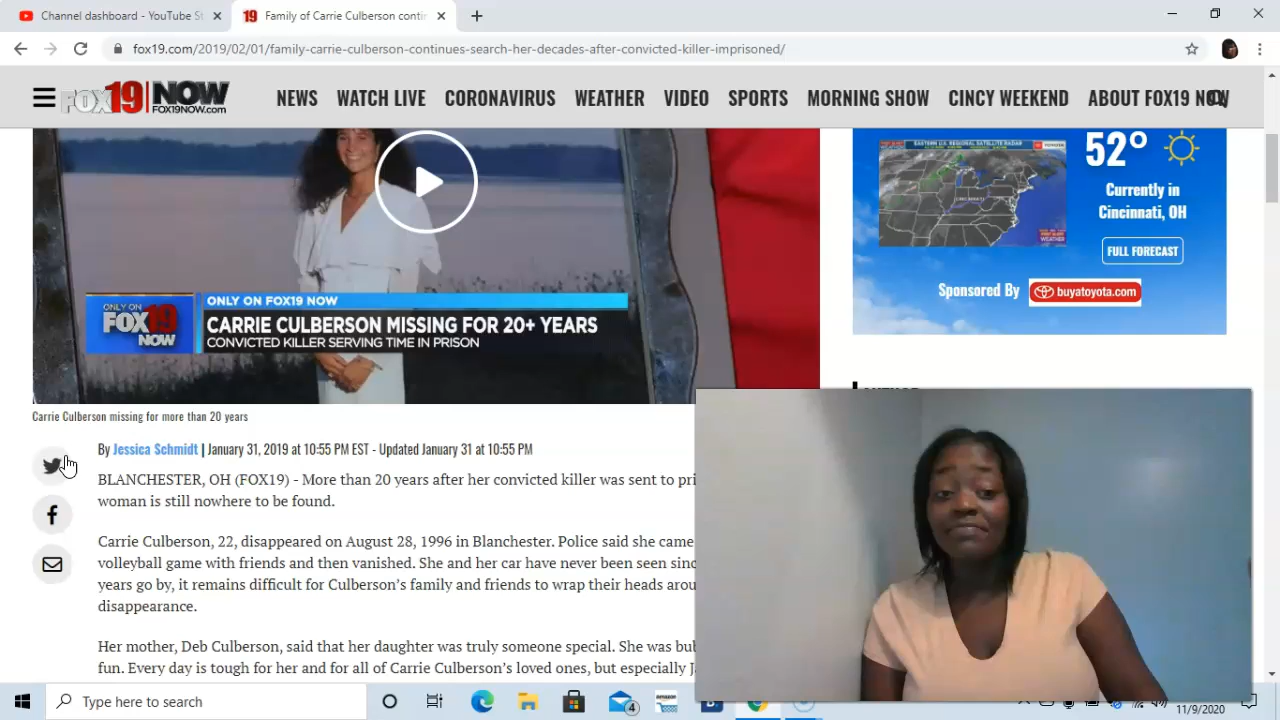 Channel dashboard - YouTube St
Family of Carrie Culberson conti
fox19.com/2019/02/01/family-carrie-culberson-continues-search-her-decades-after-convicted-killer-imprisoned/
FOX19 NOW
FOX19NOW.com
NEWS WATCH LIVE CORONAVIRUS WEATHER VIDEO SPORTS MORNING SHOW CINCY WEEKEND ABOUT FOX19 NOW
52°
Currently in
Cincinnati, OH
FULL FORECAST
Sponsored By buyatoyota.com
ONLY ON
FOX19
NOW
ONLY ON FOX19 NOW
CARRIE CULBERSON MISSING FOR 20+ YEARS
CONVICTED KILLER SERVING TIME IN PRISON
Carrie Culberson missing for more than 20 years
By Jessica Schmidt | January 31, 2019 at 10:55 PM EST - Updated January 31 at 10:55 PM
BLANCHESTER, OH (FOX19) - More than 20 years after her convicted killer was sent to pri
woman is still nowhere to be found.
Carrie Culberson, 22, disappeared on August 28, 1996 in Blanchester. Police said she came
volleyball game with friends and then vanished. She and her car have never been seen sinc
years go by, it remains difficult for Culberson's family and friends to wrap their heads arou
disappearance.
Her mother, Deb Culberson, said that her daughter was truly someone special. She was bub
fun. Every day is tough for her and for all of Carrie Culberson's loved ones, but especially J
Type here to search
amazon
4
11/9/2020